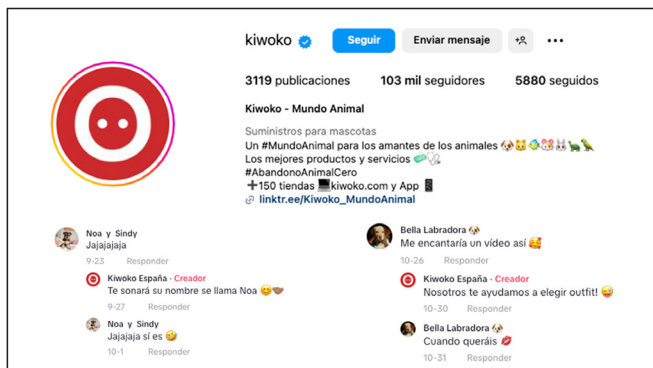 kiwoko
Seguir
Enviar mensaje
3119 publicaciones
103 mil seguidores
5880 seguidos
Kiwoko - Mundo Animal
Suministros para mascotas
Un #MundoAnimal para los amantes de los animales 🐶🐱🐠🐹🐰🐢🦜
Los mejores productos y servicios 🧼🩺
#AbandonoAnimalCero
➕150 tiendas 💻kiwoko.com y App 📱
linktr.ee/Kiwoko_MundoAnimal
Noa y Sindy
Jajajajaja
9-23 Responder
Kiwoko España · Creador
Te sonará su nombre se llama Noa 😄🤎
9-27 Responder
Noa y Sindy
Jajajaja sí es 🤣
10-1 Responder
Bella Labradora 🐶
Me encantaría un vídeo así 🥰
10-26 Responder
Kiwoko España · Creador
Nosotros te ayudamos a elegir outfit! 😜
10-30 Responder
Bella Labradora 🐶
Cuando queráis 💋
10-31 Responder